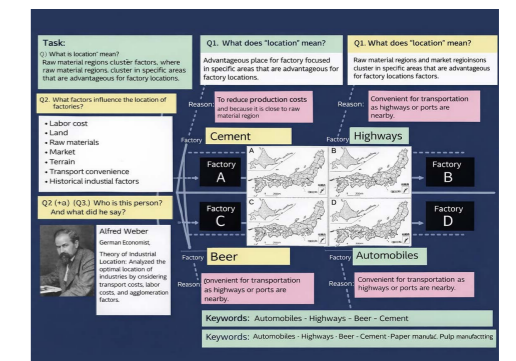 Task:
Q) What is location" mean?
Raw material regions cluster factors, where
raw material regions, cluster in specific areas
that are advantageous for factory locations.
Q1. What does "location" mean?
Advantageous place for factory focused
in specific areas that are advantageous
for factory locations.
Q1. What does "location" mean?
Raw material regions and market regioinsons
cluster in specific areas that are advantageous
for factory locations factors.
Q2. What factors influence the location of
factories?
• Labor cost
• Land
• Raw materials
• Market
• Terrain
• Transport convenience
• Historical industial factors
Reason:
To reduce production costs
and because it is close to raw
material region
Reason:
Convenient for transportation
as highways or ports are
nearby.
Factory
Cement
Factory
Highways
Factory
A
A
B
Factory
B
Factory
C
C
D
Factory
D
Q2 (+a) (Q3.) Who is this person?
And what did he say?
Alfred Weber
German Economist,
Theory of Industrial
Location: Analyzed the
optimal location of
industries by onsidering
transport costs, labor
costs, and agglomeration
factors.
Factory
Beer
Reason:
convenient for transportation
as highways or ports are
nearby.
Factory
Automobiles
Reason:
Convenient for transportation as
highways or ports are nearby.
Keywords: Automobiles - Highways – Beer - Cement
Keywords: Automobiles - Highways - Beer - Cement - Paper Pulp